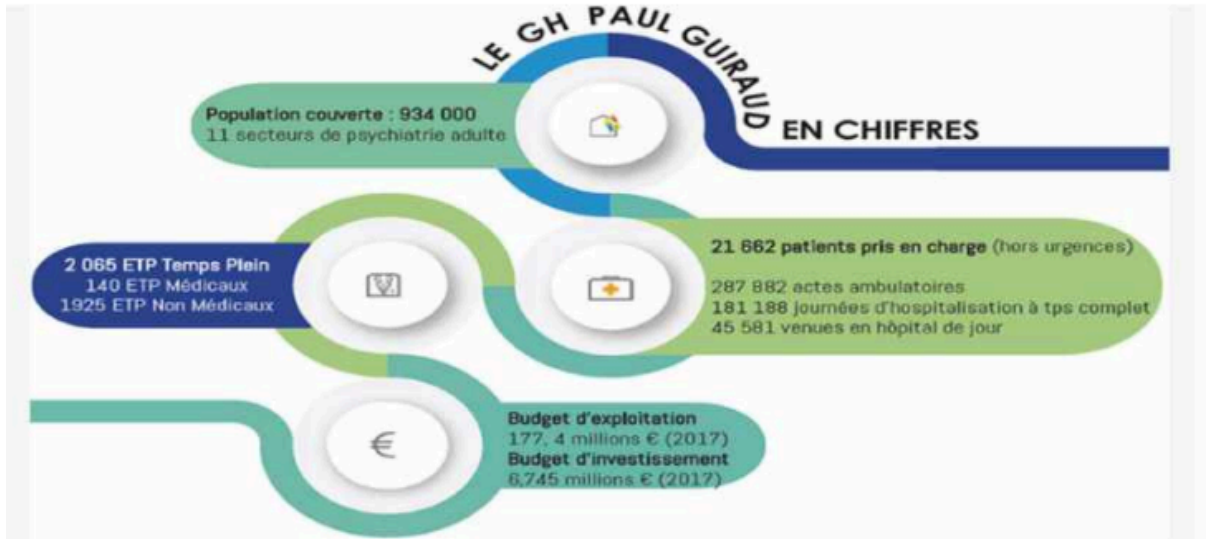 LE GH PAUL GUIRAUD
EN CHIFFRES
Population couverte : 934 000
11 secteurs de psychiatrie adulte
2 065 ETP Temps Plein
140 ETP Médicaux
1925 ETP Non Médicaux
21 662 patients pris en charge (hors urgences)
287 882 actes ambulatoires
181 188 journées d'hospitalisation à tps complet
45 581 venues en hôpital de jour
€
Budget d'exploitation
177, 4 millions € (2017)
Budget d'investissement
6,745 millions € (2017)